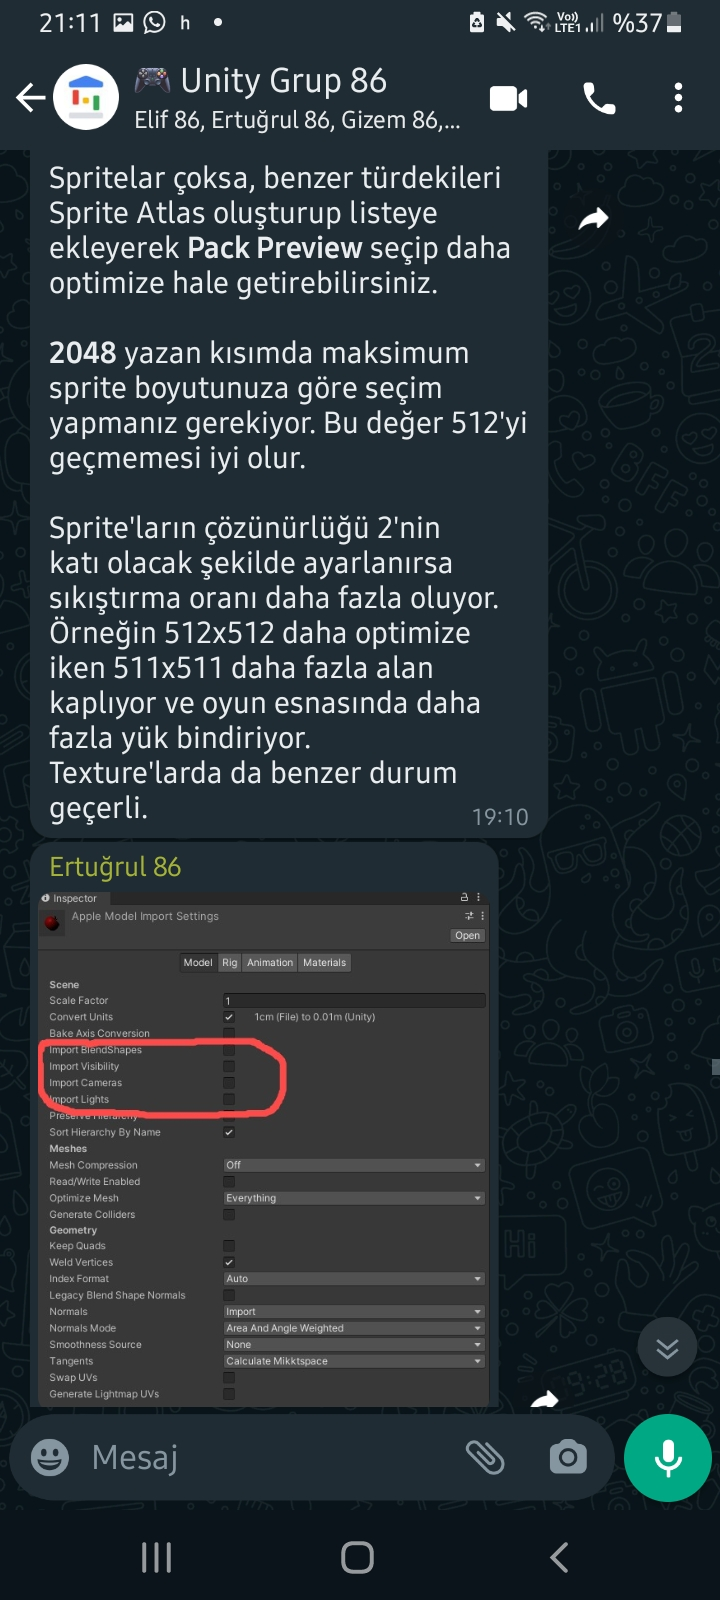 21:11 h Vo)) LTE1 %37
🎮 Unity Grup 86
Elif 86, Ertuğrul 86, Gizem 86,...
Spritelar çoksa, benzer türdekileri
Sprite Atlas oluşturup listeye
ekleyerek Pack Preview seçip daha
optimize hale getirebilirsiniz.
2048 yazan kısımda maksimum
sprite boyutunuza göre seçim
yapmanız gerekiyor. Bu değer 512'yi
geçmemesi iyi olur.
Sprite'ların çözünürlüğü 2'nin
katı olacak şekilde ayarlanırsa
sıkıştırma oranı daha fazla oluyor.
Örneğin 512x512 daha optimize
iken 511x511 daha fazla alan
kaplıyor ve oyun esnasında daha
fazla yük bindiriyor.
Texture'larda da benzer durum
geçerli.
19:10
Ertuğrul 86
Inspector
Apple Model Import Settings
Open
Model Rig Animation Materials
Scene
Scale Factor 1
Convert Units 1cm (File) to 0.01m (Unity)
Bake Axis Conversion
Import BlendShapes
Import Visibility
Import Cameras
Import Lights
Preserve Hierarchy
Sort Hierarchy By Name
Meshes
Mesh Compression Off
Read/Write Enabled
Optimize Mesh Everything
Generate Colliders
Geometry
Keep Quads
Weld Vertices
Index Format Auto
Legacy Blend Shape Normals
Normals Import
Normals Mode Area And Angle Weighted
Smoothness Source None
Tangents Calculate Mikktspace
Swap UVs
Generate Lightmap UVs
Mesaj